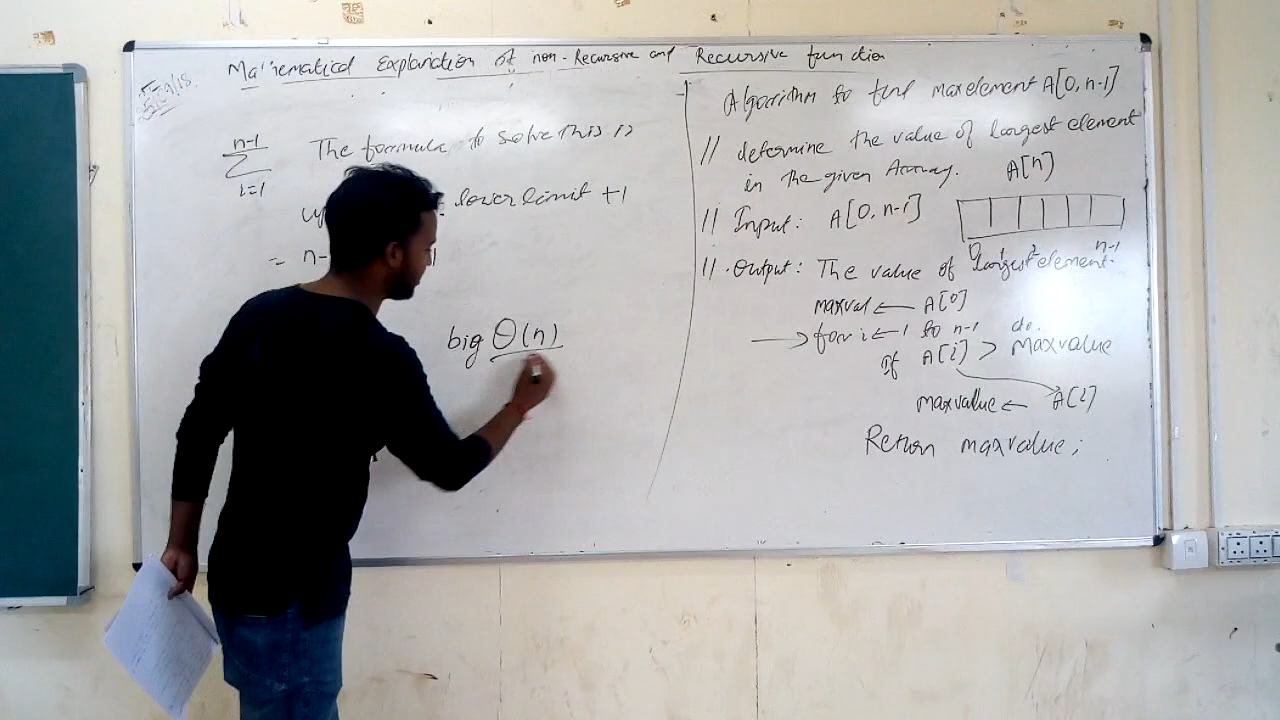 Mathematical Explanation of non-Recursive and Recursive function
n-1
Σ The formula to solve this is
i=1
lower limit +1
= n-
big Θ(n)
Algorithm to find maxelement A[0, n-1]
// determine the value of largest element
in the given Array. A[n]
// Input: A[0, n-1]
0 1 2 n-1
// Output: The value of largest element.
maxval ← A[0]
→ for i ← 1 to n-1 do.
if A[i] > maxvalue
maxvalue ← A[i]
Return maxvalue;